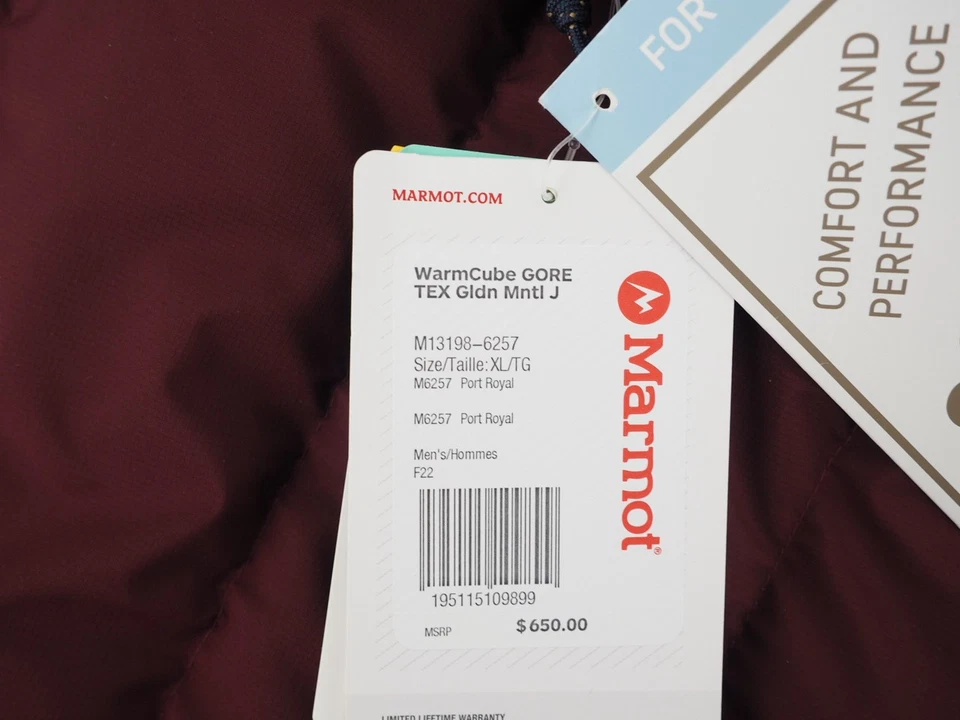 FOR
COMFORT AND
PERFORMANCE
MARMOT.COM
WarmCube GORE
TEX Gldn Mntl J
M13198-6257
Size/Taille: XL/TG
M6257 Port Royal
M6257 Port Royal
Men's/Hommes
F22
195115109899
MSRP $650.00
Marmot®
LIMITED LIFETIME WARRANTY